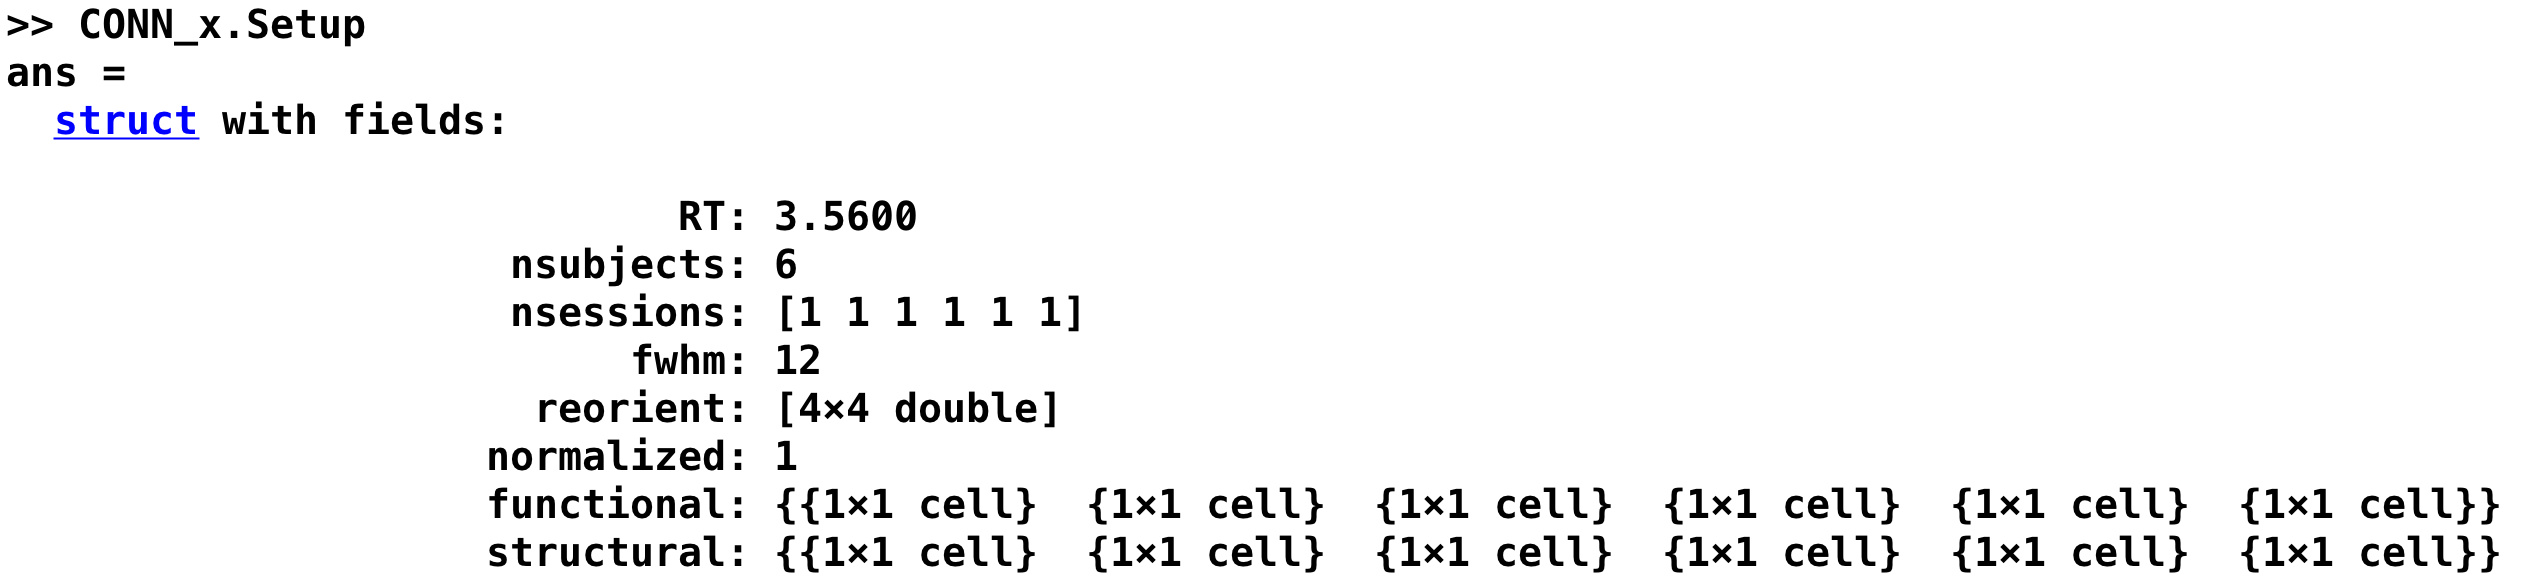 >> CONN_x.Setup
ans =
struct with fields:
RT: 3.5600
nsubjects: 6
nsessions: [1 1 1 1 1 1]
fwhm: 12
reorient: [4×4 double]
normalized: 1
functional: {{1×1 cell}  {1×1 cell}  {1×1 cell}  {1×1 cell}  {1×1 cell}  {1×1 cell}}
structural: {{1×1 cell}  {1×1 cell}  {1×1 cell}  {1×1 cell}  {1×1 cell}  {1×1 cell}}